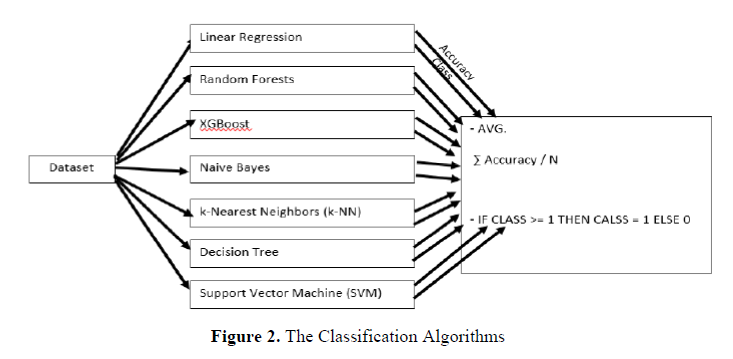 Linear Regression
Random Forests
XGBoost
Naive Bayes
k-Nearest Neighbors (k-NN)
Decision Tree
Support Vector Machine (SVM)
Dataset
Accuracy
Class
- AVG.
∑ Accuracy / N
- IF CLASS >= 1 THEN CALSS = 1 ELSE 0
Figure 2. The Classification Algorithms